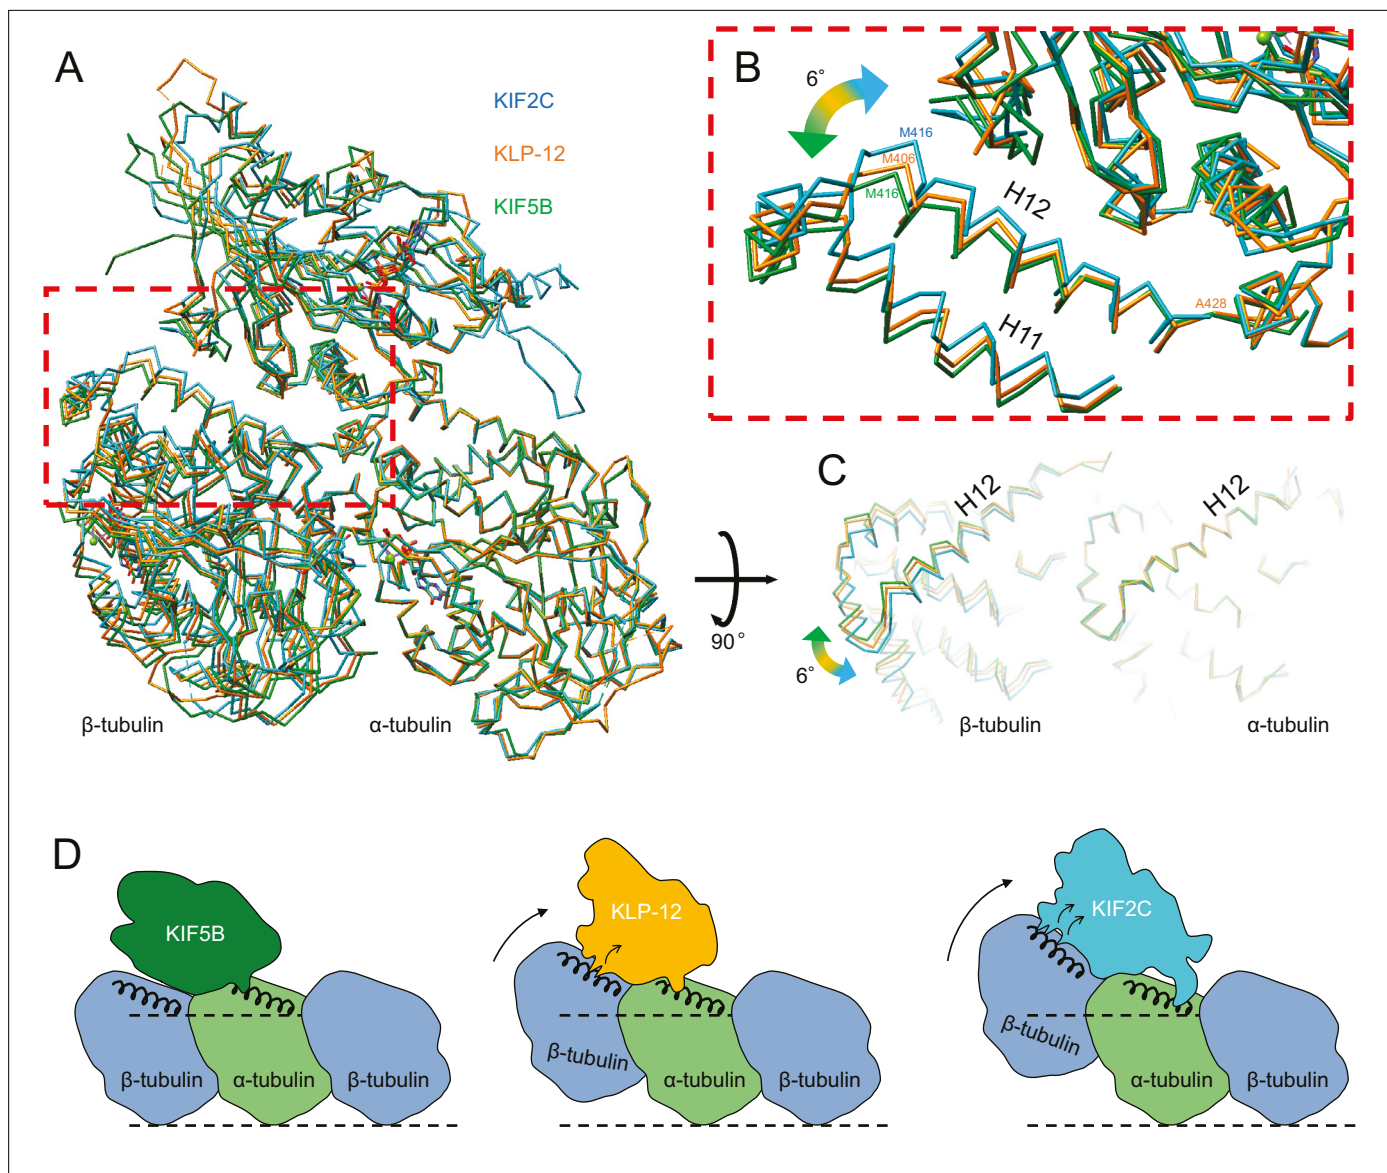 A
KIF2C
KLP-12
KIF5B
β-tubulin
α-tubulin
B
6°
M416
M406
M416
H12
H11
A428
90°
C
H12
H12
6°
β-tubulin
α-tubulin
D
KIF5B
β-tubulin
α-tubulin
β-tubulin
KLP-12
β-tubulin
α-tubulin
β-tubulin
KIF2C
β-tubulin
α-tubulin
β-tubulin